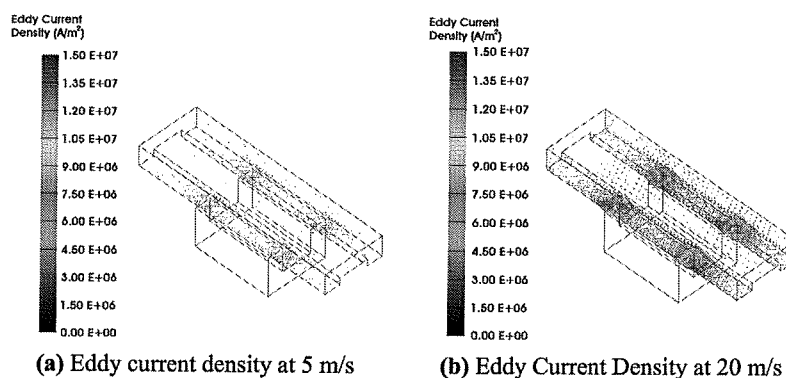 Eddy Current
Density (A/m²)
1.50 E+07
1.35 E+07
1.20 E+07
1.05 E+07
9.00 E+06
7.50 E+06
6.00 E+06
4.50 E+06
3.00 E+06
1.50 E+06
0.00 E+00
(a) Eddy current density at 5 m/s
Eddy Current
Density (A/m²)
1.50 E+07
1.35 E+07
1.20 E+07
1.05 E+07
9.00 E+06
7.50 E+06
6.00 E+06
4.50 E+06
3.00 E+06
1.50 E+06
0.00 E+00
(b) Eddy Current Density at 20 m/s